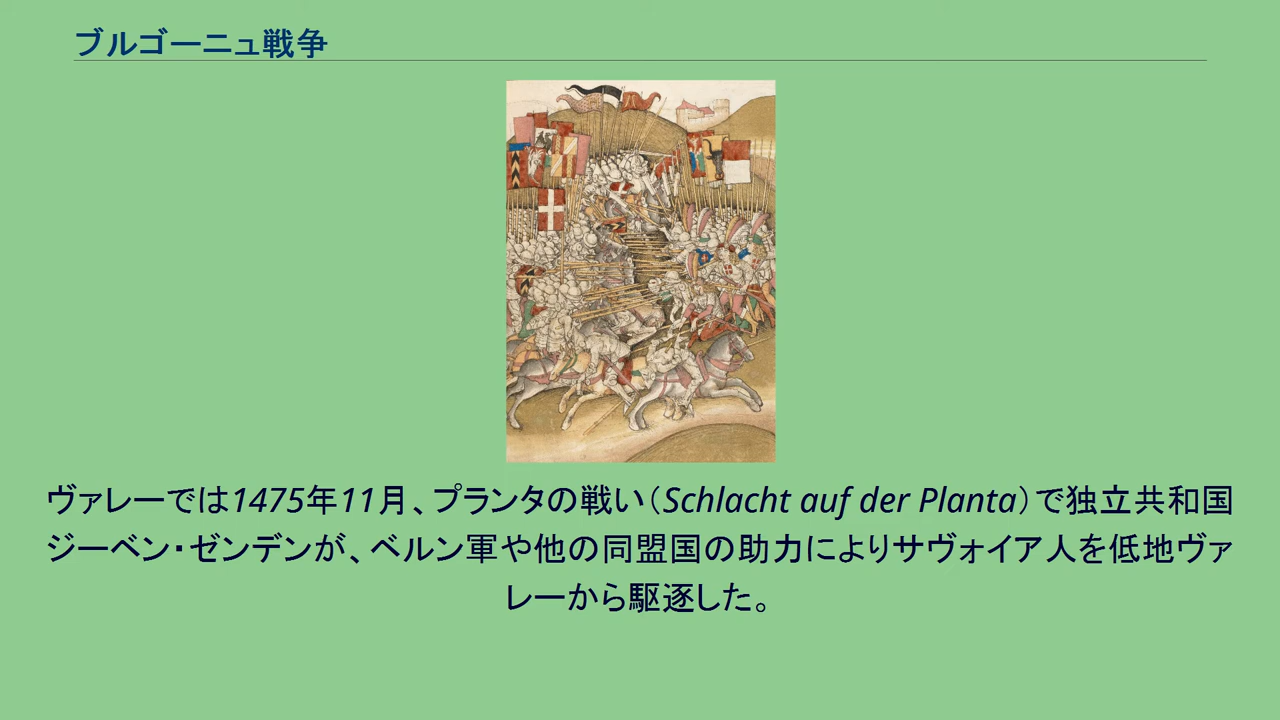 ブルゴーニュ戦争
ヴァレーでは1475年11月、プランタの戦い（Schlacht auf der Planta）で独立共和国
ジーベン・ゼンデンが、ベルン軍や他の同盟国の助力によりサヴォイア人を低地ヴァ
レーから駆逐した。